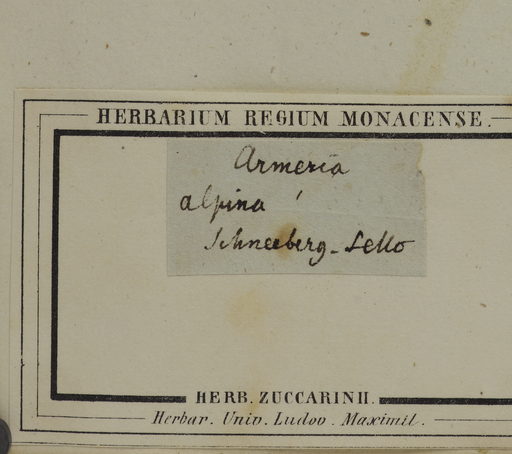 HERBARIUM REGIUM MONACENSE.
Armeria
alpina
Schneeberg - Sello
HERB. ZUCCARINII.
Herbar. Univ. Ludov. Maximil.